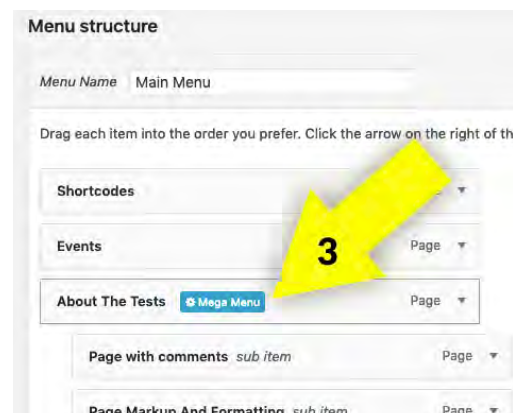 Menu structure
Menu Name Main Menu
Drag each item into the order you prefer. Click the arrow on the right of th
Shortcodes
Events Page
3
About The Tests Mega Menu Page
Page with comments sub item Page
Page Markup And Formatting sub item Page